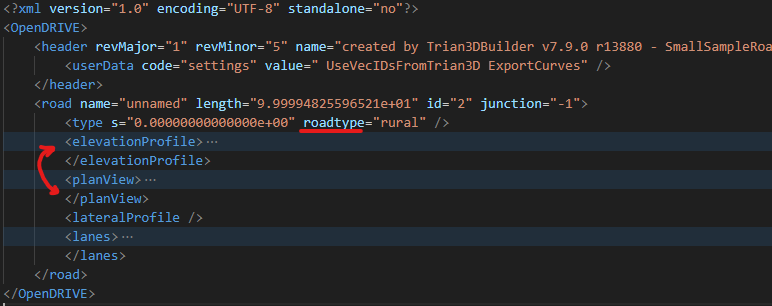 <?xml version="1.0" encoding="UTF-8" standalone="no"?>
<OpenDRIVE>
<header revMajor="1" revMinor="5" name="created by Trian3DBuilder v7.9.0 r13880 - SmallSampleRoa
<userData code="settings" value=" UseVecIDsFromTrian3D ExportCurves" />
</header>
<road name="unnamed" length="9.99994825596521e+01" id="2" junction="-1">
<type s="0.00000000000000e+00" roadtype="rural" />
<elevationProfile>…
</elevationProfile>
<planView>…
</planView>
<lateralProfile />
<lanes>…
</lanes>
</road>
</OpenDRIVE>